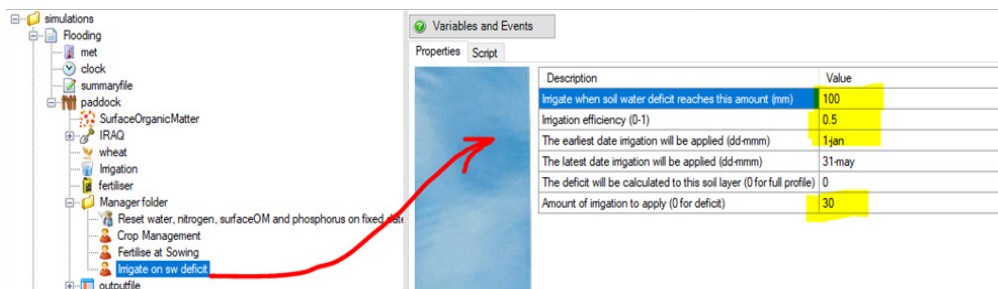 simulations
Flooding
met
clock
summaryfile
paddock
SurfaceOrganicMatter
IRAQ
wheat
Irrigation
fertiliser
Manager folder
Reset water, nitrogen, surfaceOM and phosphorus on fixed date
Crop Management
Fertilise at Sowing
Irrigate on sw deficit
outputfile
Variables and Events
Properties Script
Description Value
Irrigate when soil water deficit reaches this amount (mm) 100
Irrigation efficiency (0-1) 0.5
The earliest date irrigation will be applied (dd-mmm) 1-jan
The latest date irrigation will be applied (dd-mmm) 31-may
The deficit will be calculated to this soil layer (0 for full profile) 0
Amount of irrigation to apply (0 for deficit) 30